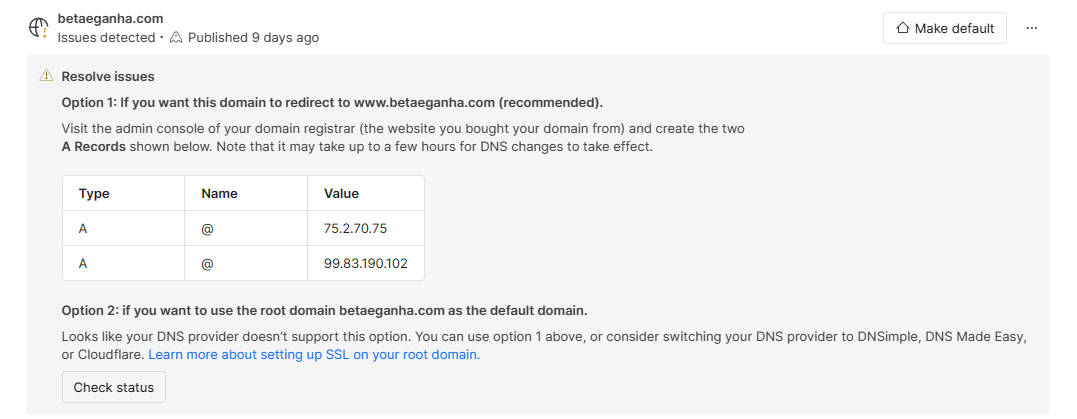 betaeganha.com
Issues detected · Published 9 days ago
Make default
...
Resolve issues
Option 1: If you want this domain to redirect to www.betaeganha.com (recommended).
Visit the admin console of your domain registrar (the website you bought your domain from) and create the two
A Records shown below. Note that it may take up to a few hours for DNS changes to take effect.
Type Name Value
A @ 75.2.70.75
A @ 99.83.190.102
Option 2: if you want to use the root domain betaeganha.com as the default domain.
Looks like your DNS provider doesn’t support this option. You can use option 1 above, or consider switching your DNS provider to DNSimple, DNS Made Easy,
or Cloudflare. Learn more about setting up SSL on your root domain.
Check status